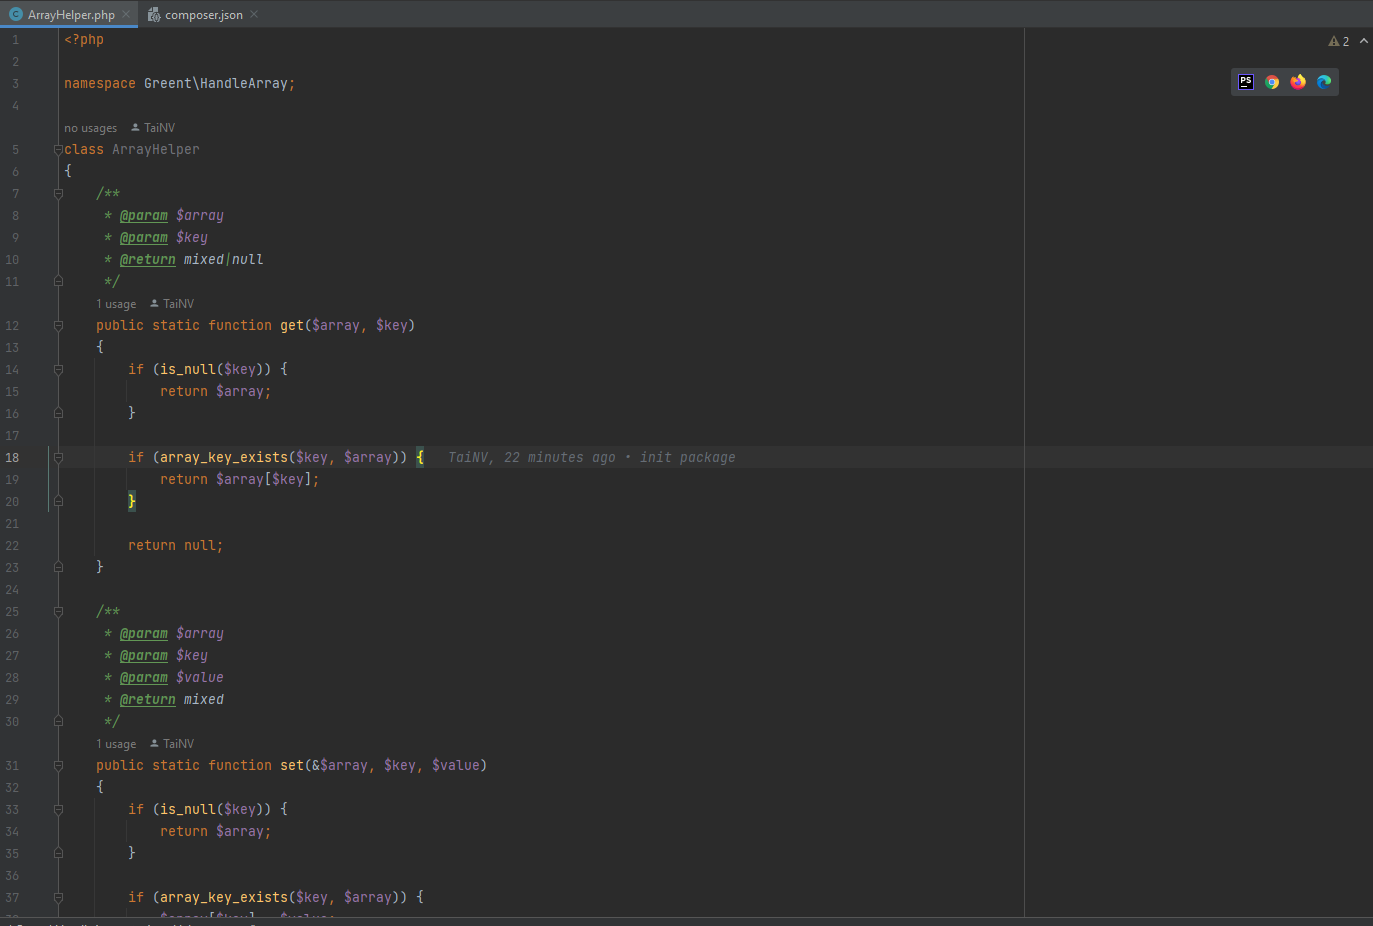 ArrayHelper.php composer.json
1 <?php
2
3 namespace Greent\HandleArray;
4
no usages TaiNV
5 class ArrayHelper
6 {
7 /**
8 * @param $array
9 * @param $key
10 * @return mixed|null
11 */
1 usage TaiNV
12 public static function get($array, $key)
13 {
14 if (is_null($key)) {
15 return $array;
16 }
17
18 if (array_key_exists($key, $array)) { TaiNV, 22 minutes ago • init package
19 return $array[$key];
20 }
21
22 return null;
23 }
24
25 /**
26 * @param $array
27 * @param $key
28 * @param $value
29 * @return mixed
30 */
1 usage TaiNV
31 public static function set(&$array, $key, $value)
32 {
33 if (is_null($key)) {
34 return $array;
35 }
36
37 if (array_key_exists($key, $array)) {
2
PS